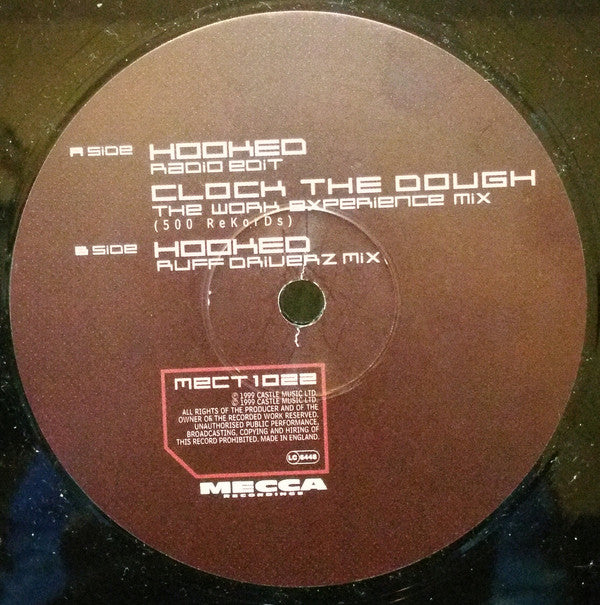 A SIDE HOOKED
RADIO EDIT
CLOCK THE DOUGH
THE WORK EXPERIENCE MIX
(500 ReKorDs)
B SIDE HOOKED
RUFF DRIVERZ MIX
MECT1022
℗ 1999 CASTLE MUSIC LTD.
© 1999 CASTLE MUSIC LTD.
ALL RIGHTS OF THE PRODUCER AND OF THE
OWNER OF THE RECORDED WORK RESERVED.
UNAUTHORISED PUBLIC PERFORMANCE,
BROADCASTING, COPYING AND HIRING OF
THIS RECORD PROHIBITED. MADE IN ENGLAND.
LC 6448
MECCA
RECORDINGS